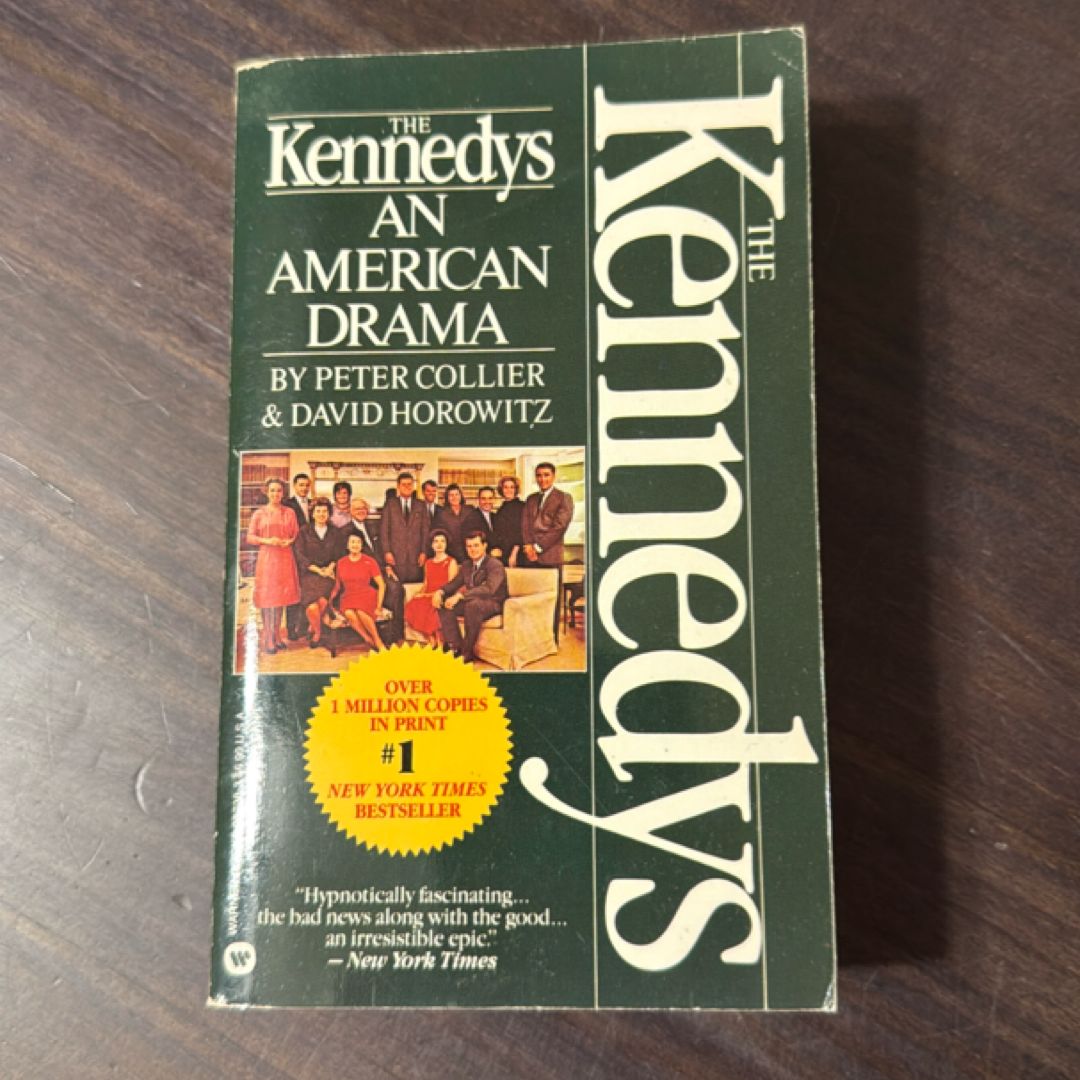 THE
Kennedys
AN
AMERICAN
DRAMA
BY PETER COLLIER
& DAVID HOROWITZ
OVER
1 MILLION COPIES
IN PRINT
#1
NEW YORK TIMES
BESTSELLER
“Hypnotically fascinating...
the bad news along with the good...
an irresistible epic.”
— New York Times
THE
Kennedys
W